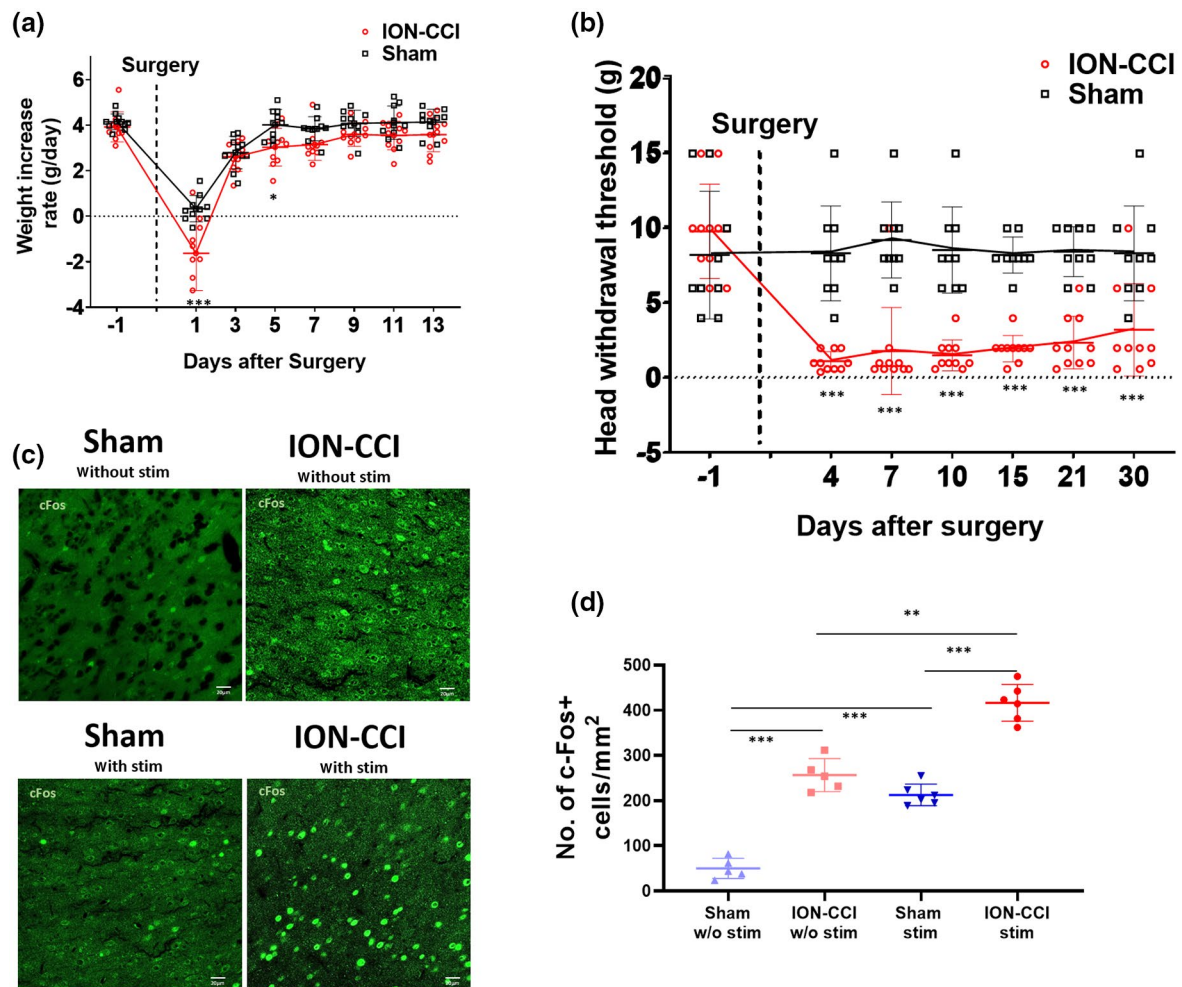 (a)
ION-CCI
Sham
Surgery
Weight increase
rate (g/day)
6
4
2
0
-2
-4
*
***
-1 1 3 5 7 9 11 13
Days after Surgery
(b)
ION-CCI
Sham
Surgery
Head withdrawal threshold (g)
20
15
10
5
0
-5
*** *** *** *** *** ***
-1 4 7 10 15 21 30
Days after surgery
(c)
Sham
Without stim
ION-CCI
Without stim
cFos
cFos
20µm
20µm
Sham
With stim
ION-CCI
With stim
cFos
cFos
20µm
20µm
(d)
**
***
***
***
No. of c-Fos+
cells/mm²
500
400
300
200
100
0
Sham
w/o stim
ION-CCI
w/o stim
Sham
stim
ION-CCI
stim